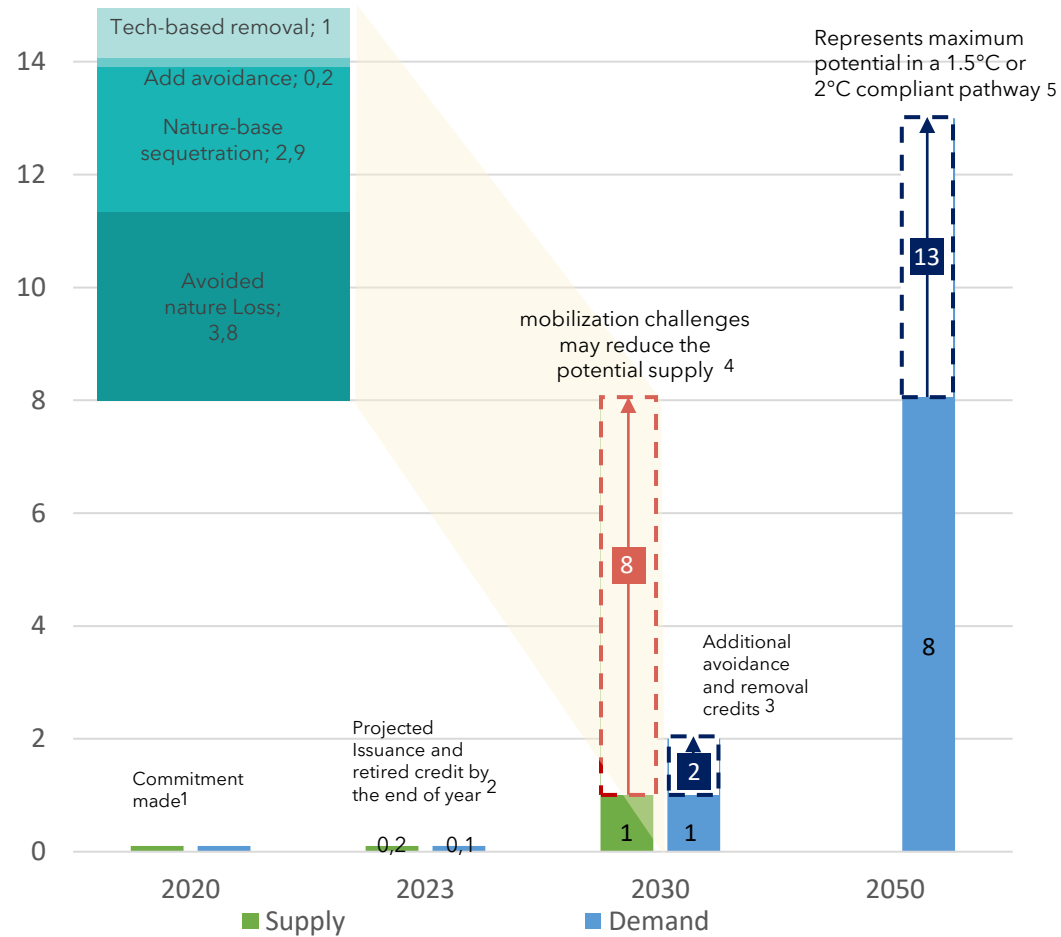 Tech-based removal; 1
Add avoidance; 0,2
Nature-base
sequetration; 2,9
Avoided
nature Loss;
3,8
Represents maximum
potential in a 1.5°C or
2°C compliant pathway 5
13
mobilization challenges
may reduce the
potential supply 4
8
8
Additional
avoidance
and removal
credits 3
2
Projected
Issuance and
retired credit by
the end of year 2
Commitment
made1
0,2
0,1
1
1
14
12
10
8
6
4
2
0
2020
2023
2030
2050
Supply
Demand